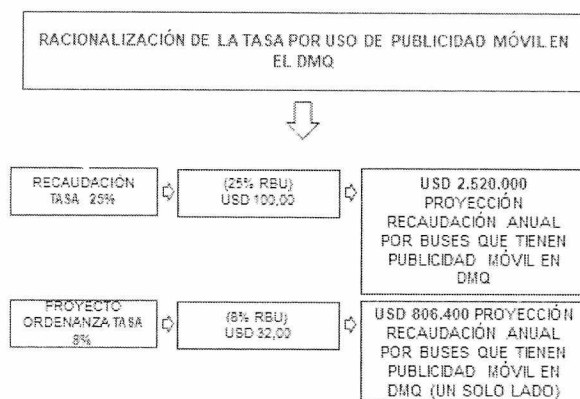 RACIONALIZACIÓN DE LA TASA POR USO DE PUBLICIDAD MÓVIL EN
EL DMQ
RECAUDACIÓN
TASA 25%
(25% RBU)
USD 100,00
USD 2.520.000
PROYECCIÓN
RECAUDACIÓN ANUAL
POR BUSES QUE TIENEN
PUBLICIDAD MÓVIL EN
DMQ
PROYECTO
ORDENANZA TASA
8%
(8% RBU)
USD 32,00
USD 806.400 PROYECCIÓN
RECAUDACIÓN ANUAL
POR BUSES QUE TIENEN
PUBLICIDAD MÓVIL EN
DMQ (UN SOLO LADO)